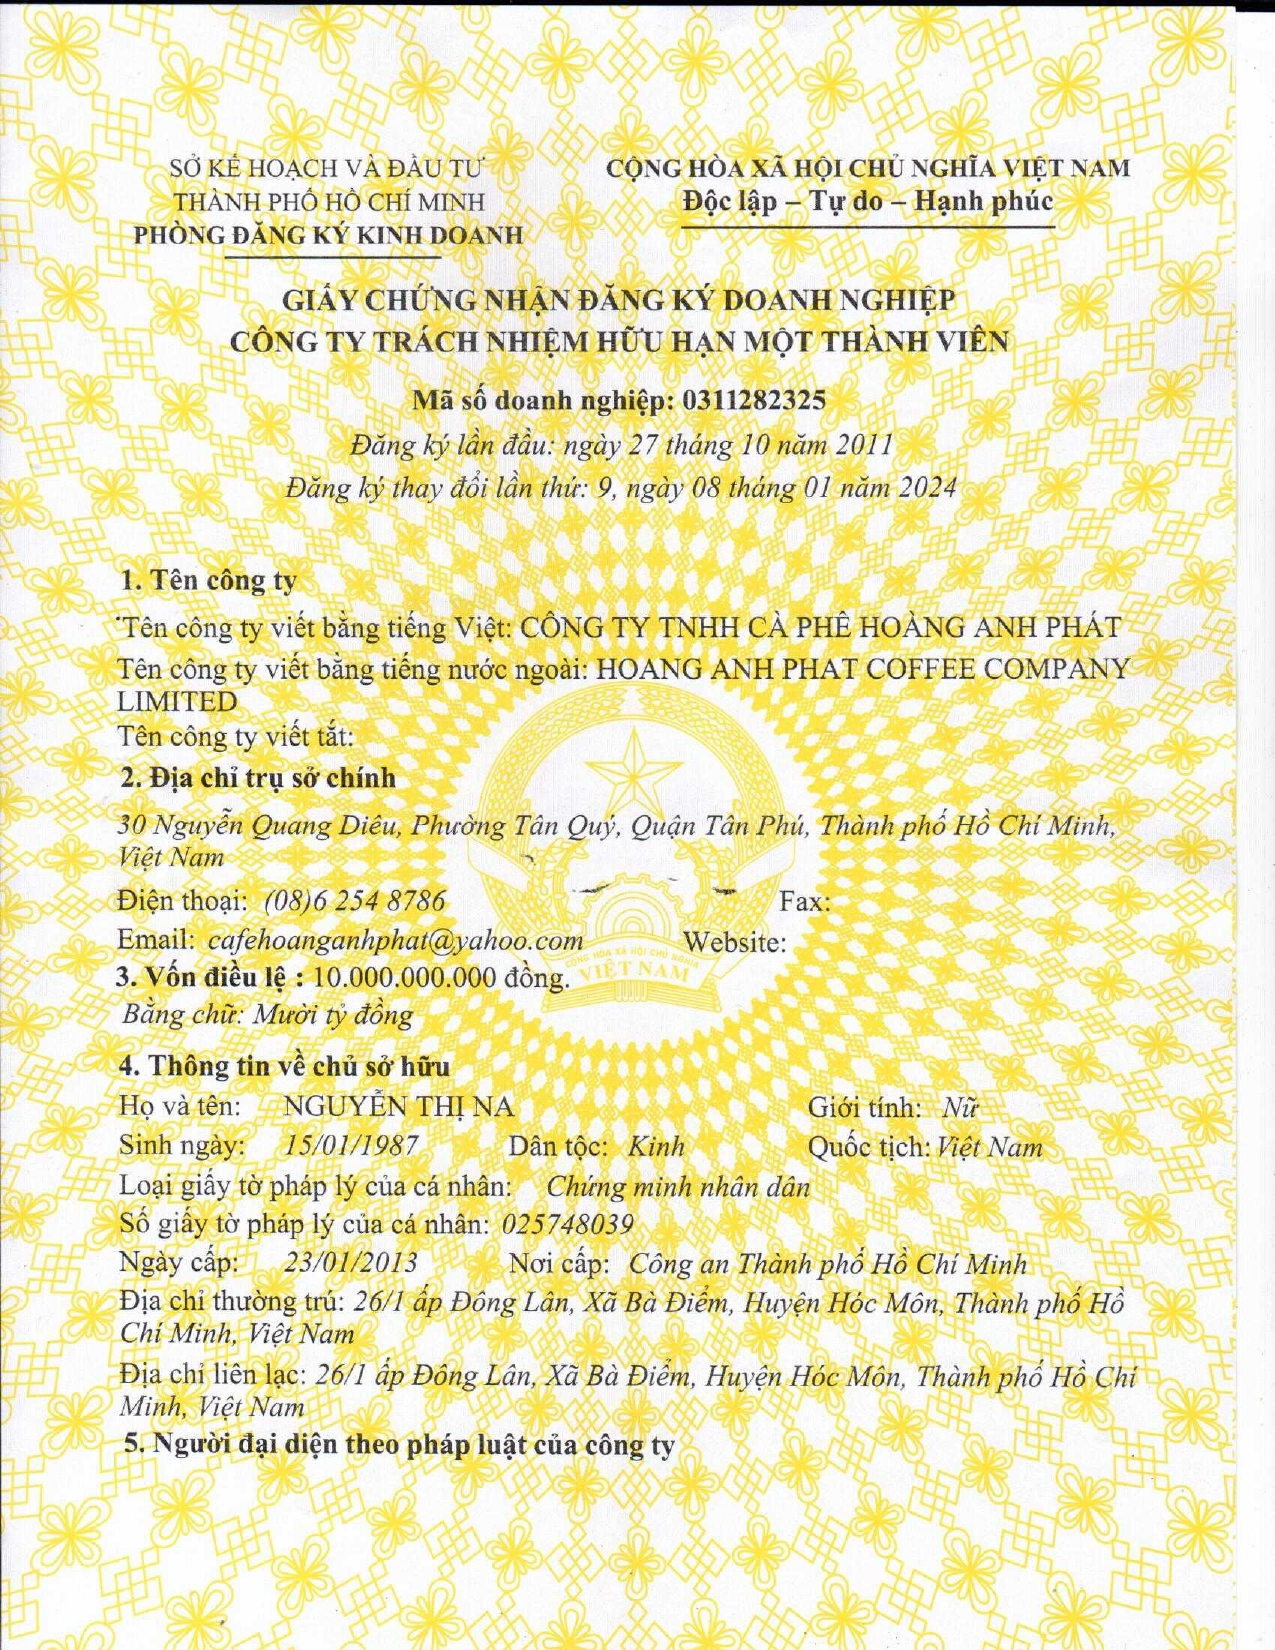 SỞ KẾ HOẠCH VÀ ĐẦU TƯ
THÀNH PHỐ HỒ CHÍ MINH
PHÒNG ĐĂNG KÝ KINH DOANH
CỘNG HÒA XÃ HỘI CHỦ NGHĨA VIỆT NAM
Độc lập – Tự do – Hạnh phúc
GIẤY CHỨNG NHẬN ĐĂNG KÝ DOANH NGHIỆP
CÔNG TY TRÁCH NHIỆM HỮU HẠN MỘT THÀNH VIÊN
Mã số doanh nghiệp: 0311282325
Đăng ký lần đầu: ngày 27 tháng 10 năm 2011
Đăng ký thay đổi lần thứ: 9, ngày 08 tháng 01 năm 2024
1. Tên công ty
Tên công ty viết bằng tiếng Việt: CÔNG TY TNHH CÀ PHÊ HOÀNG ANH PHÁT
Tên công ty viết bằng tiếng nước ngoài: HOANG ANH PHAT COFFEE COMPANY
LIMITED
Tên công ty viết tắt:
2. Địa chỉ trụ sở chính
30 Nguyễn Quang Diêu, Phường Tân Quý, Quận Tân Phú, Thành phố Hồ Chí Minh,
Việt Nam
Điện thoại: (08)6 254 8786 Fax:
Email: cafehoanganhphat@yahoo.com Website:
CỘNG HÒA XÃ HỘI CHỦ NGHĨA
VIỆT NAM
3. Vốn điều lệ : 10.000.000.000 đồng.
Bằng chữ: Mười tỷ đồng
4. Thông tin về chủ sở hữu
Họ và tên: NGUYỄN THỊ NA Giới tính: Nữ
Sinh ngày: 15/01/1987 Dân tộc: Kinh Quốc tịch: Việt Nam
Loại giấy tờ pháp lý của cá nhân: Chứng minh nhân dân
Số giấy tờ pháp lý của cá nhân: 025748039
Ngày cấp: 23/01/2013 Nơi cấp: Công an Thành phố Hồ Chí Minh
Địa chỉ thường trú: 26/1 ấp Đông Lân, Xã Bà Điểm, Huyện Hóc Môn, Thành phố Hồ
Chí Minh, Việt Nam
Địa chỉ liên lạc: 26/1 ấp Đông Lân, Xã Bà Điểm, Huyện Hóc Môn, Thành phố Hồ Chí
Minh, Việt Nam
5. Người đại diện theo pháp luật của công ty